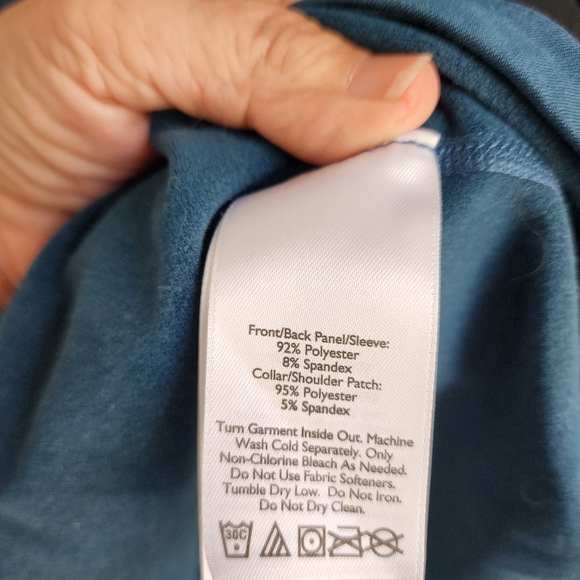 Front/Back Panel/Sleeve:
92% Polyester
8% Spandex
Collar/Shoulder Patch:
95% Polyester
5% Spandex
Turn Garment Inside Out. Machine
Wash Cold Separately. Only
Non-Chlorine Bleach As Needed.
Do Not Use Fabric Softeners.
Tumble Dry Low. Do Not Iron.
Do Not Dry Clean.
30C